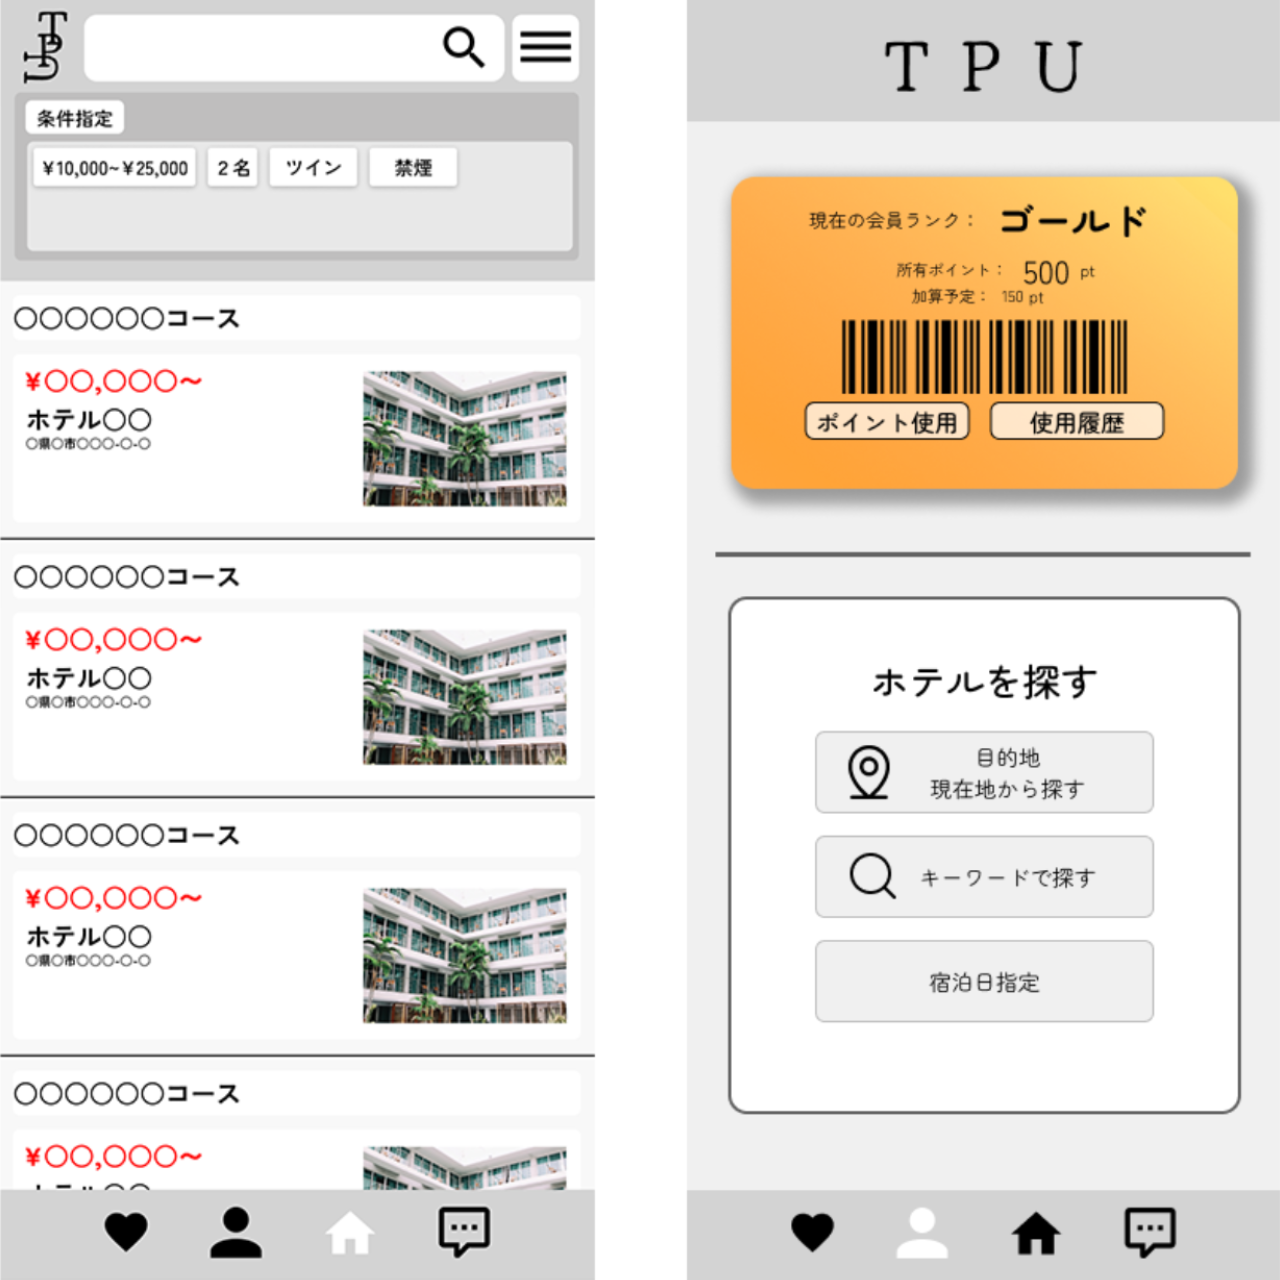 TPU
条件指定
¥10,000~¥25,000 2名 ツイン 禁煙
〇〇〇〇〇〇コース
¥〇〇,〇〇〇〜
ホテル〇〇
〇県〇市〇〇〇-〇-〇
〇〇〇〇〇〇コース
¥〇〇,〇〇〇〜
ホテル〇〇
〇県〇市〇〇〇-〇-〇
〇〇〇〇〇〇コース
¥〇〇,〇〇〇〜
ホテル〇〇
〇県〇市〇〇〇-〇-〇
〇〇〇〇〇〇コース
¥〇〇,〇〇〇〜
TPU
現在の会員ランク： ゴールド
所有ポイント： 500 pt
加算予定： 150 pt
ポイント使用 使用履歴
ホテルを探す
目的地
現在地から探す
キーワードで探す
宿泊日指定